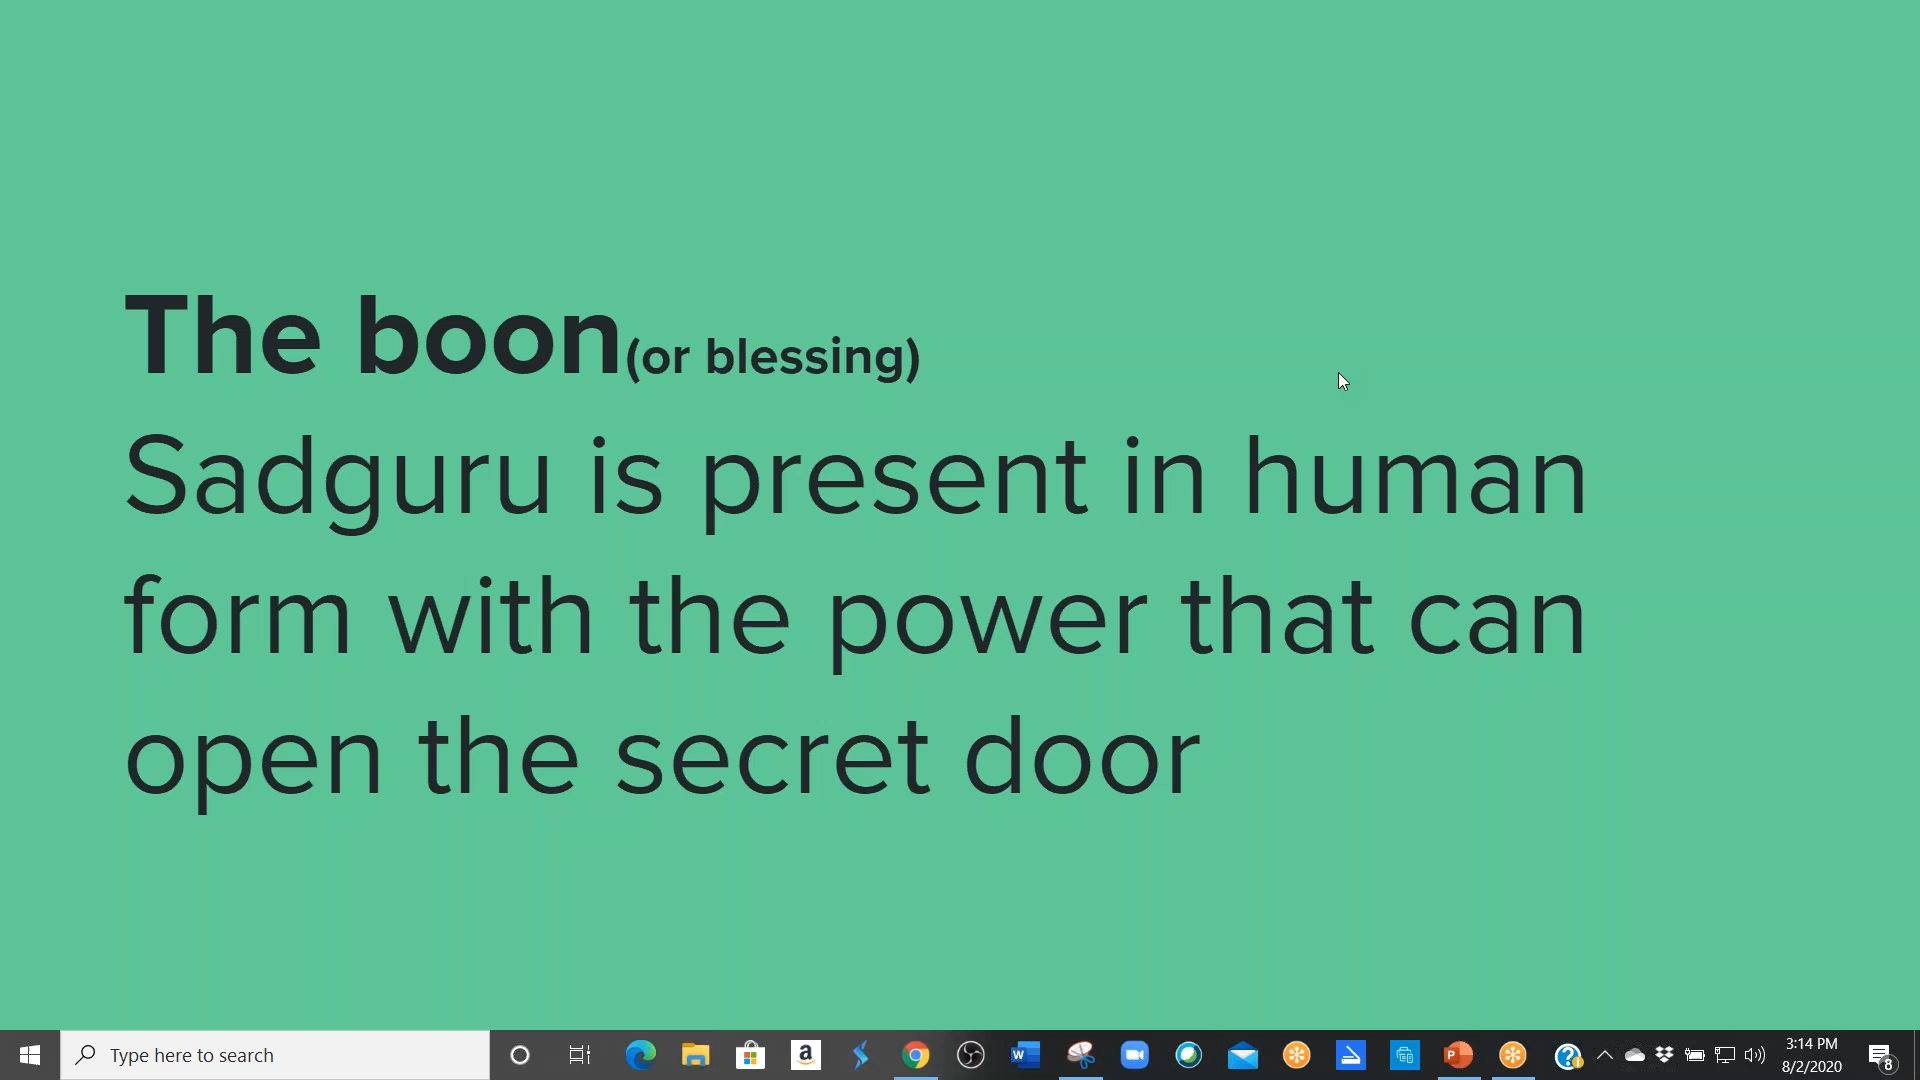 The boon(or blessing)
Sadguru is present in human
form with the power that can
open the secret door
Type here to search
3:14 PM
8/2/2020
8